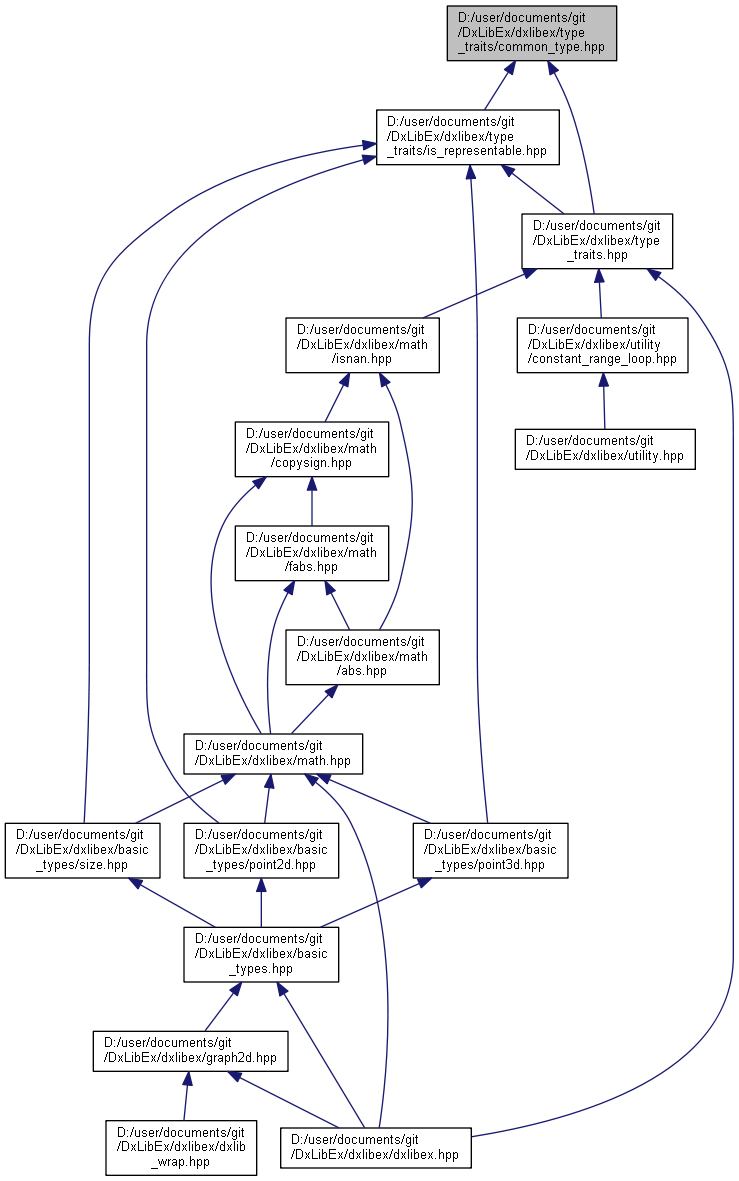 D:/user/documents/git
/DxLibEx/dxlibex/type
_traits/common_type.hpp
D:/user/documents/git
/DxLibEx/dxlibex/type
_traits/is_representable.hpp
D:/user/documents/git
/DxLibEx/dxlibex/type
_traits.hpp
D:/user/documents/git
/DxLibEx/dxlibex/math
/isnan.hpp
D:/user/documents/git
/DxLibEx/dxlibex/utility
/constant_range_loop.hpp
D:/user/documents/git
/DxLibEx/dxlibex/math
/copysign.hpp
D:/user/documents/git
/DxLibEx/dxlibex/utility.hpp
D:/user/documents/git
/DxLibEx/dxlibex/math
/fabs.hpp
D:/user/documents/git
/DxLibEx/dxlibex/math
/abs.hpp
D:/user/documents/git
/DxLibEx/dxlibex/math.hpp
D:/user/documents/git
/DxLibEx/dxlibex/basic
_types/size.hpp
D:/user/documents/git
/DxLibEx/dxlibex/basic
_types/point2d.hpp
D:/user/documents/git
/DxLibEx/dxlibex/basic
_types/point3d.hpp
D:/user/documents/git
/DxLibEx/dxlibex/basic
_types.hpp
D:/user/documents/git
/DxLibEx/dxlibex/graph2d.hpp
D:/user/documents/git
/DxLibEx/dxlibex/dxlib
_wrap.hpp
D:/user/documents/git
/DxLibEx/dxlibex/dxlibex.hpp